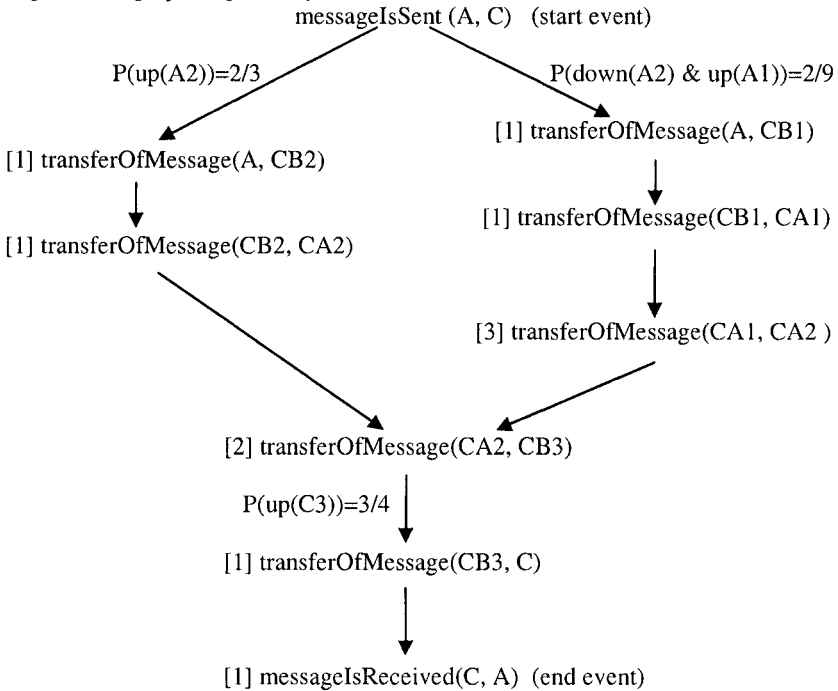 messageIsSent (A, C) (start event)
P(up(A2))=2/3
P(down(A2) & up(A1))=2/9
[1] transferOfMessage(A, CB2)
[1] transferOfMessage(A, CB1)
[1] transferOfMessage(CB2, CA2)
[1] transferOfMessage(CB1, CA1)
[3] transferOfMessage(CA1, CA2 )
[2] transferOfMessage(CA2, CB3)
P(up(C3))=3/4
[1] transferOfMessage(CB3, C)
[1] messageIsReceived(C, A) (end event)